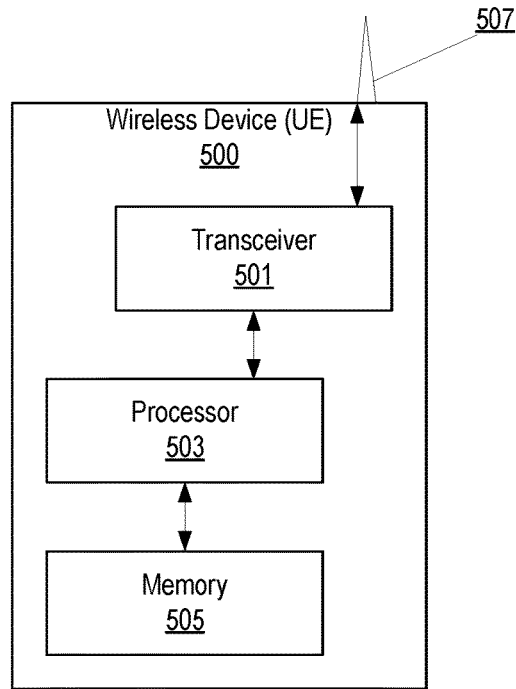 507
Wireless Device (UE)
500
Transceiver
501
Processor
503
Memory
505